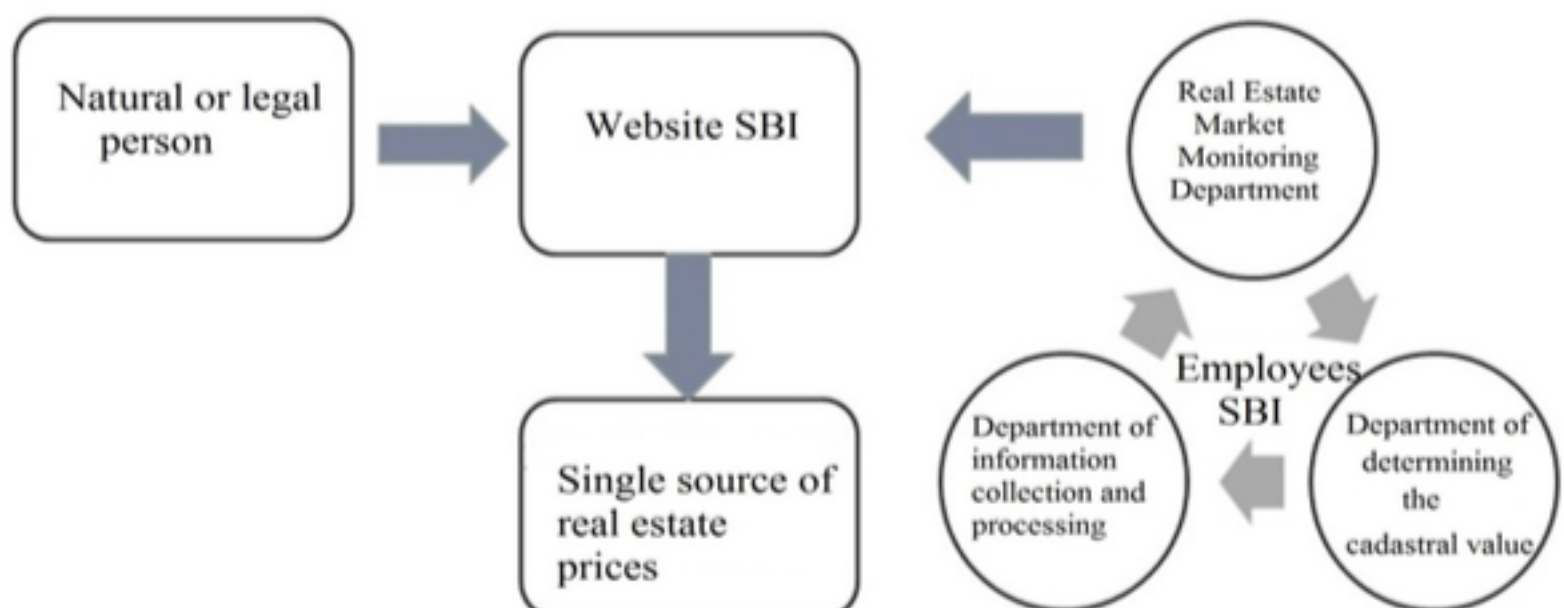 Natural or legal
person
Website SBI
Real Estate
Market
Monitoring
Department
Single source of
real estate
prices
Employees
SBI
Department of
information
collection and
processing
Department of
determining
the
cadastral value